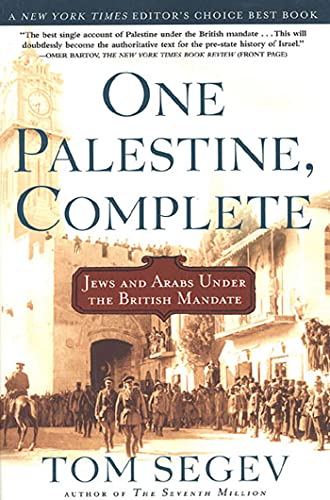 A NEW YORK TIMES EDITOR'S CHOICE BEST BOOK
"The best single account of Palestine under the British mandate . . . This will
doubtlessly become the authoritative text for the pre-state history of Israel."
—OMER BARTOV, THE NEW YORK TIMES BOOK REVIEW (FRONT PAGE)
ONE
PALESTINE,
COMPLETE
JEWS AND ARABS UNDER
THE BRITISH MANDATE
TOM SEGEV
AUTHOR OF THE SEVENTH MILLION